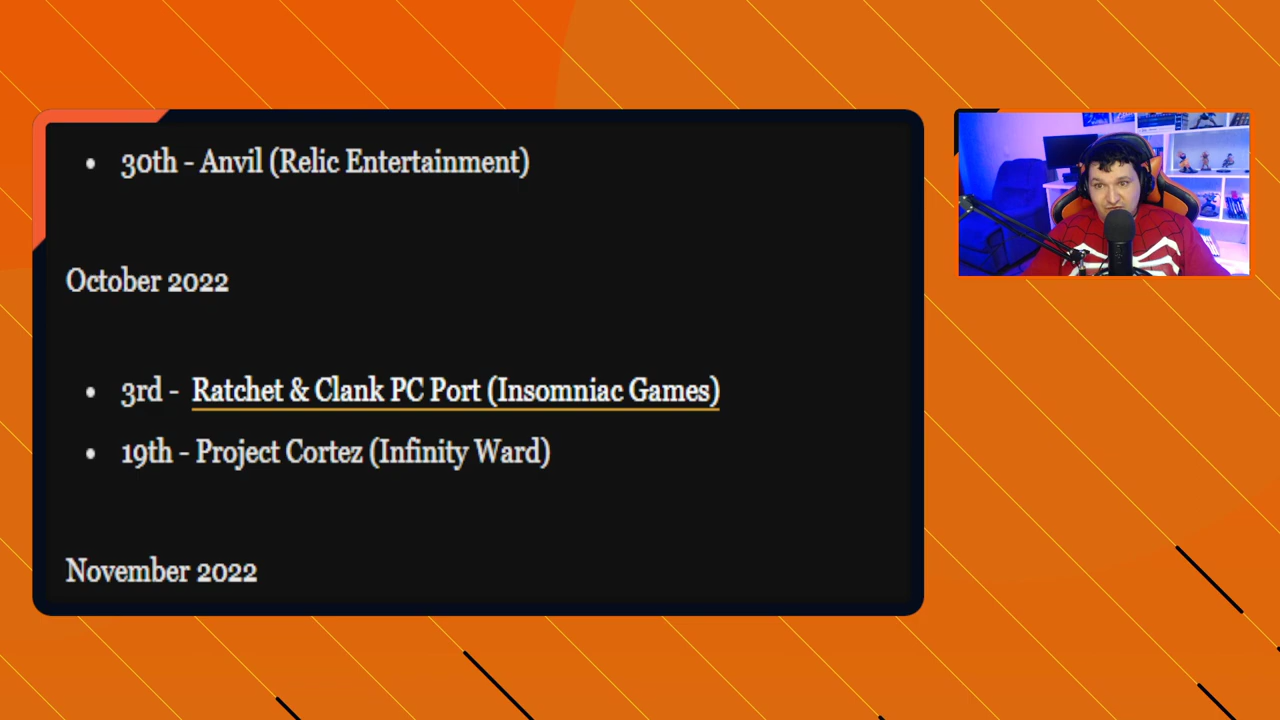 • 30th - Anvil (Relic Entertainment)
October 2022
• 3rd - Ratchet & Clank PC Port (Insomniac Games)
• 19th - Project Cortez (Infinity Ward)
November 2022